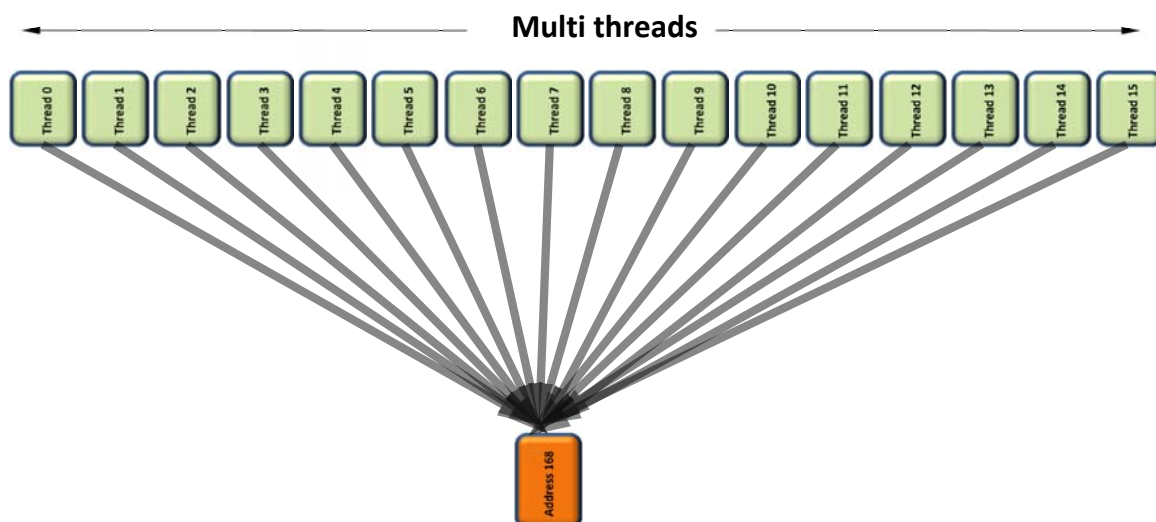 Multi threads
Thread 0
Thread 1
Thread 2
Thread 3
Thread 4
Thread 5
Thread 6
Thread 7
Thread 8
Thread 9
Thread 10
Thread 11
Thread 12
Thread 13
Thread 14
Thread 15
Address 168